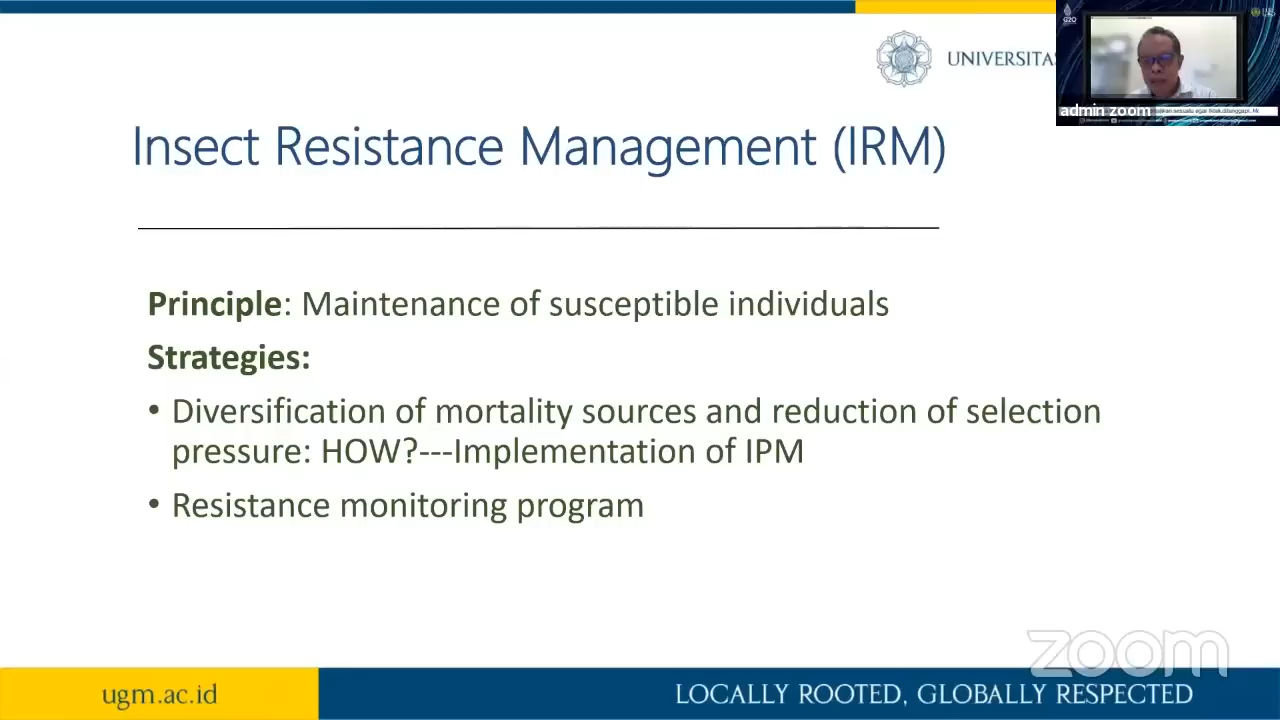 UNIVERSITAS
G20
admin zoom
Insect Resistance Management (IRM)
Principle: Maintenance of susceptible individuals
Strategies:
• Diversification of mortality sources and reduction of selection
pressure: HOW?---Implementation of IPM
• Resistance monitoring program
zoom
ugm.ac.id
LOCALLY ROOTED, GLOBALLY RESPECTED